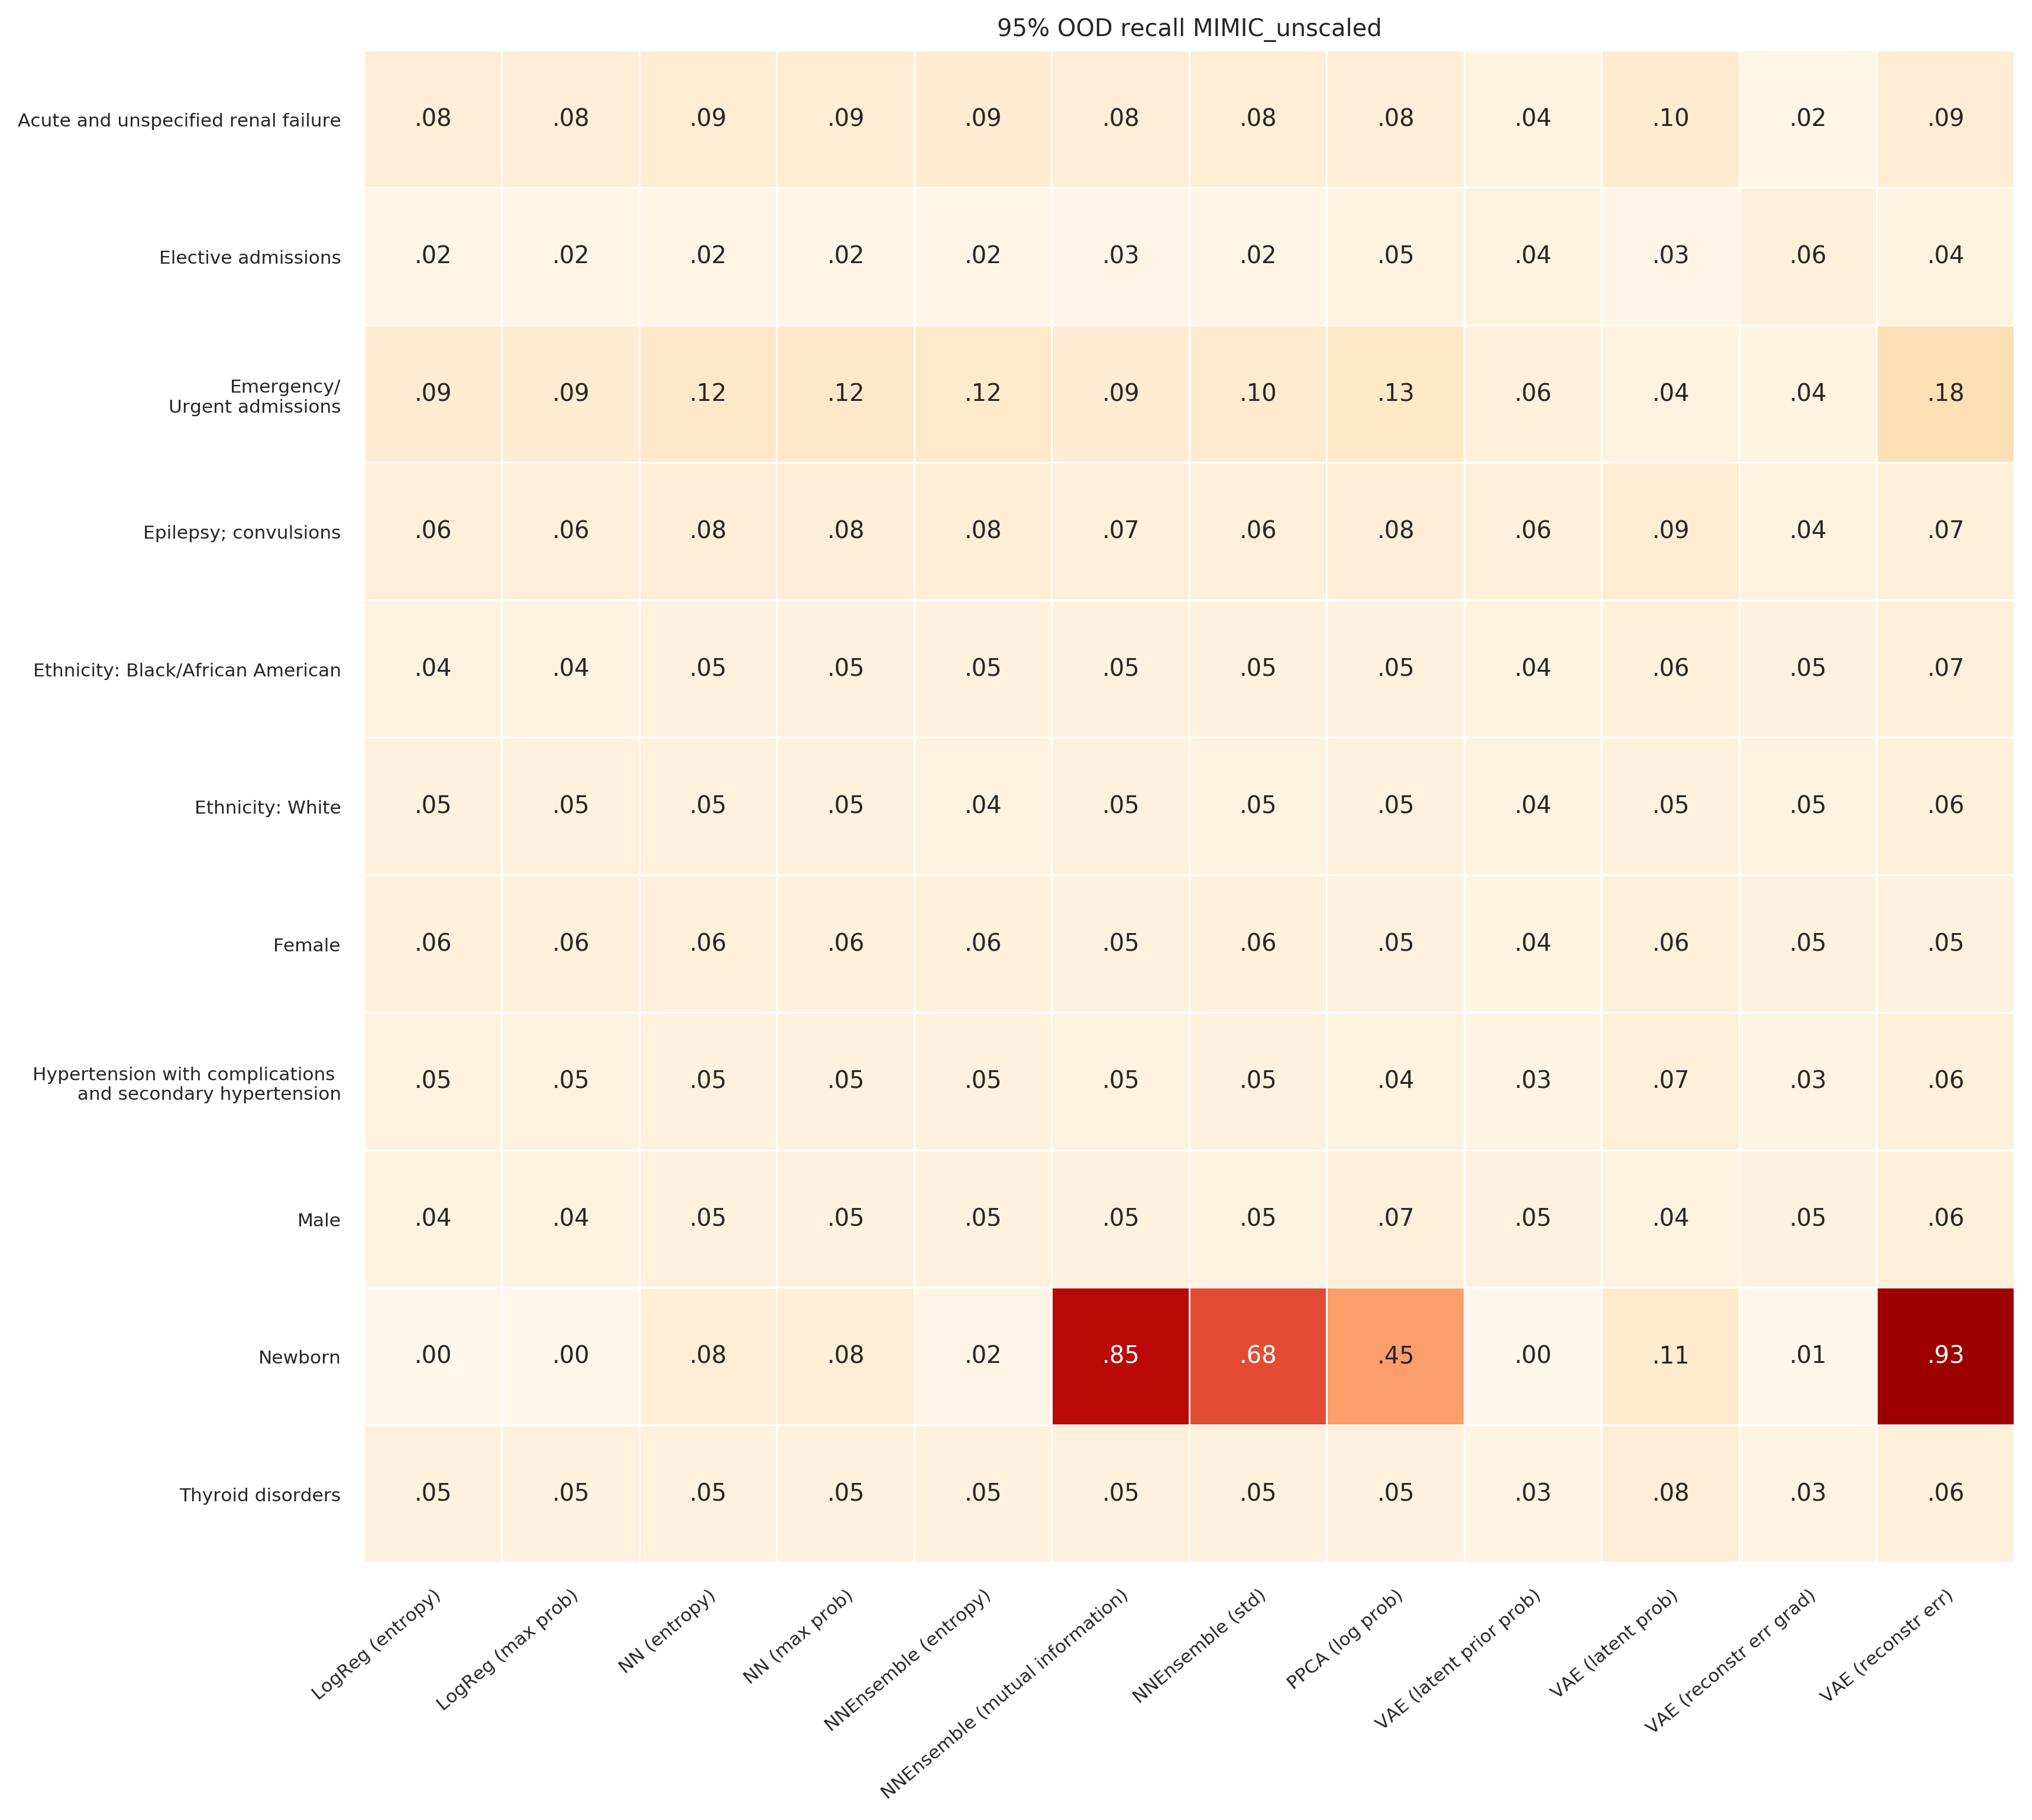 95% OOD recall MIMIC_unscaled
Acute and unspecified renal failure .08 .08 .09 .09 .09 .08 .08 .08 .04 .10 .02 .09
Elective admissions .02 .02 .02 .02 .02 .03 .02 .05 .04 .03 .06 .04
Emergency/
Urgent admissions .09 .09 .12 .12 .12 .09 .10 .13 .06 .04 .04 .18
Epilepsy; convulsions .06 .06 .08 .08 .08 .07 .06 .08 .06 .09 .04 .07
Ethnicity: Black/African American .04 .04 .05 .05 .05 .05 .05 .05 .04 .06 .05 .07
Ethnicity: White .05 .05 .05 .05 .04 .05 .05 .05 .04 .05 .05 .06
Female .06 .06 .06 .06 .06 .05 .06 .05 .04 .06 .05 .05
Hypertension with complications
and secondary hypertension .05 .05 .05 .05 .05 .05 .05 .04 .03 .07 .03 .06
Male .04 .04 .05 .05 .05 .05 .05 .07 .05 .04 .05 .06
Newborn .00 .00 .08 .08 .02 .85 .68 .45 .00 .11 .01 .93
Thyroid disorders .05 .05 .05 .05 .05 .05 .05 .05 .03 .08 .03 .06
LogReg (entropy)
LogReg (max prob)
NN (entropy)
NN (max prob)
NNEnsemble (entropy)
NNEnsemble (mutual information)
NNEnsemble (std)
PPCA (log prob)
VAE (latent prior prob)
VAE (latent prob)
VAE (reconstr err grad)
VAE (reconstr err)